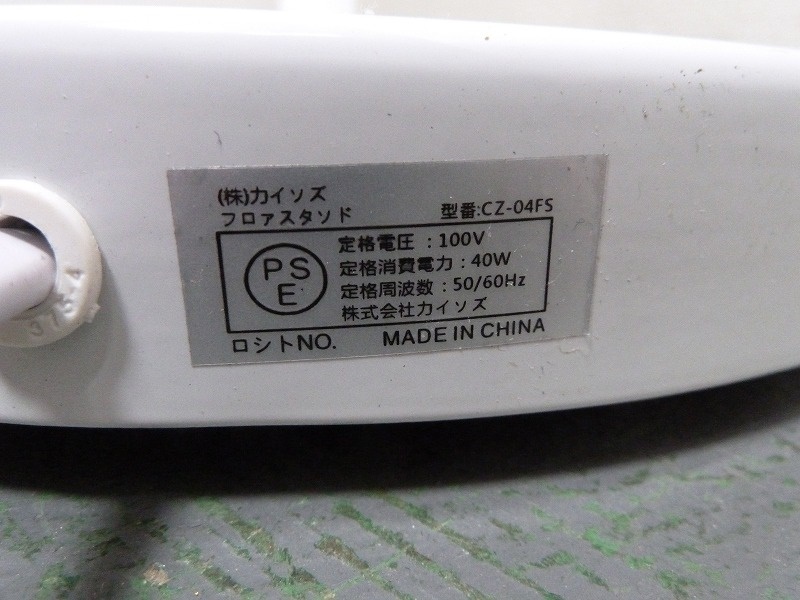 (株)カイソズ
フロァスタソド 型番:CZ-04FS
PS
E
定格電圧 : 100V
定格消費電力 : 40W
定格周波数 : 50/60Hz
株式会社カイソズ
ロシトNO. MADE IN CHINA
375A